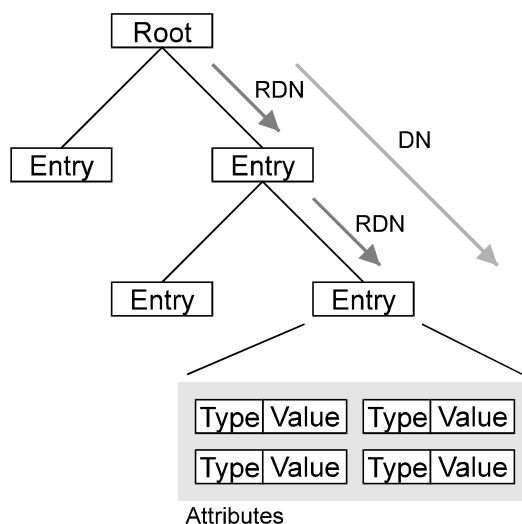 Root
RDN
DN
Entry Entry
RDN
Entry Entry
Type Value Type Value
Type Value Type Value
Attributes